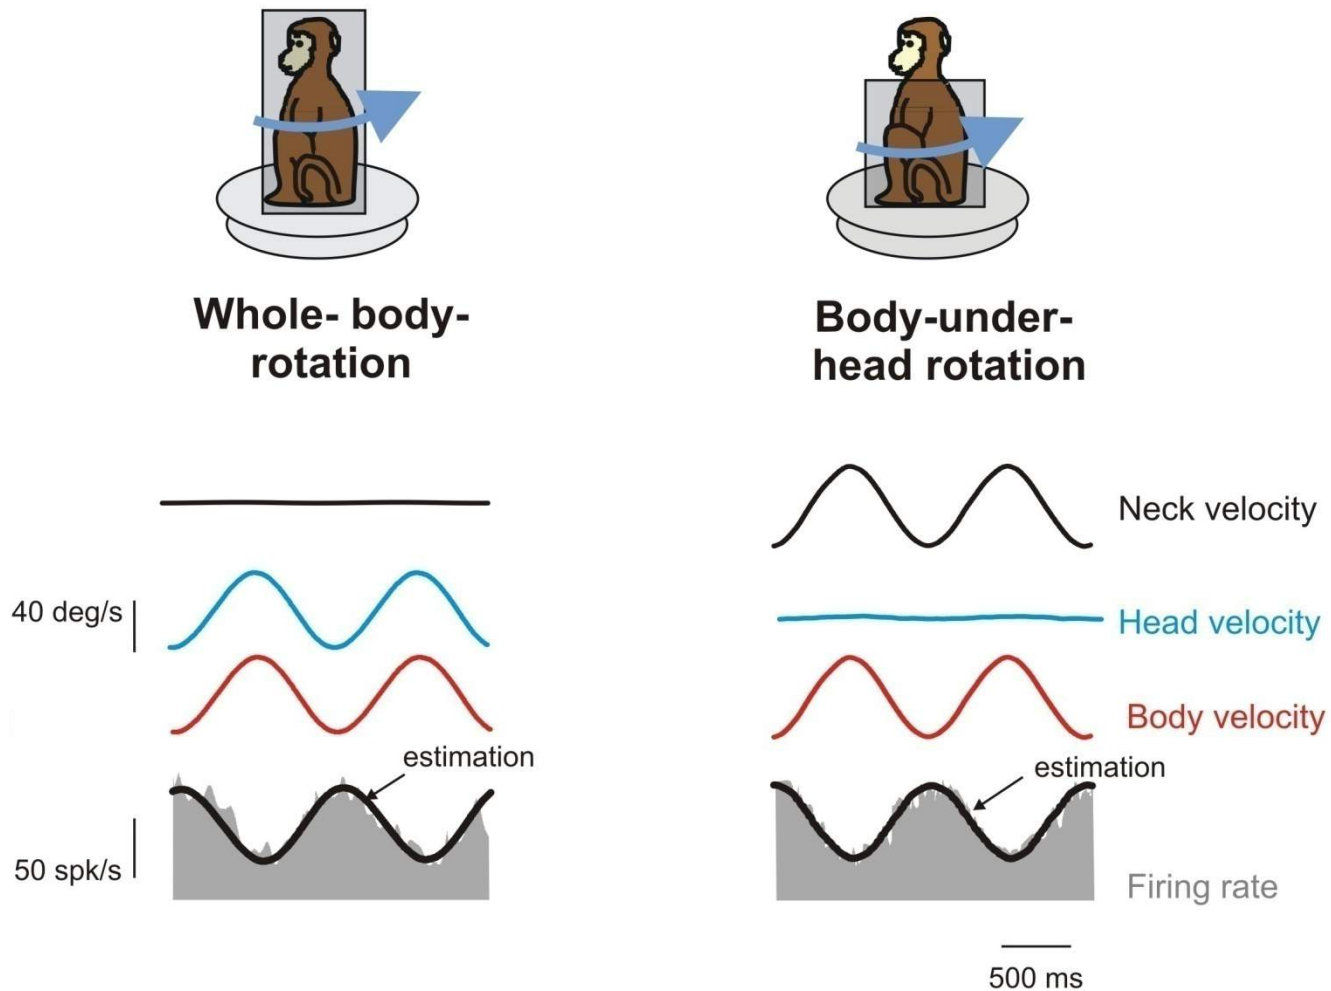 Whole- body-
rotation
Body-under-
head rotation
Neck velocity
40 deg/s
Head velocity
Body velocity
estimation
estimation
50 spk/s
Firing rate
500 ms